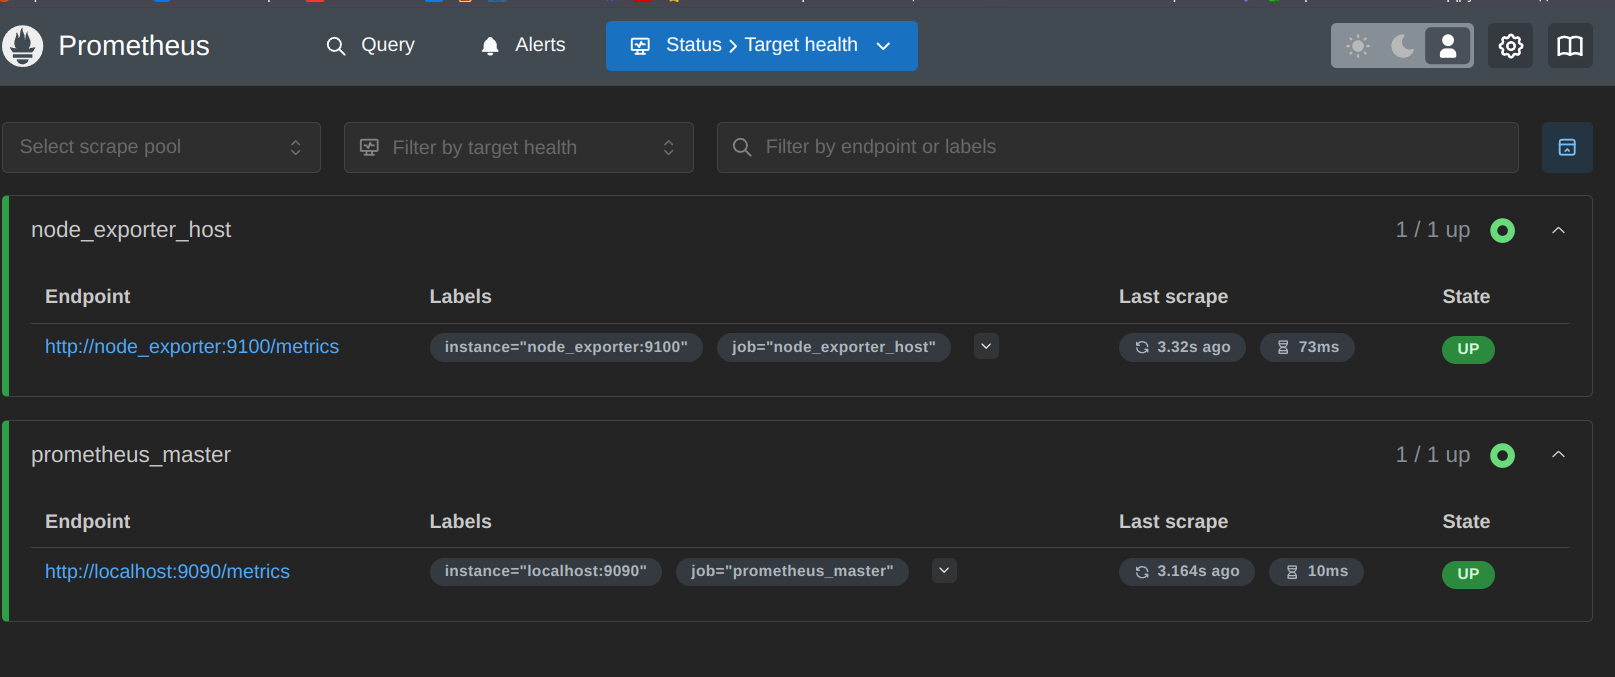 Prometheus Query Alerts Status > Target health
Select scrape pool Filter by target health Filter by endpoint or labels
node_exporter_host 1 / 1 up
Endpoint Labels Last scrape State
http://node_exporter:9100/metrics instance="node_exporter:9100" job="node_exporter_host" 3.32s ago 73ms UP
prometheus_master 1 / 1 up
Endpoint Labels Last scrape State
http://localhost:9090/metrics instance="localhost:9090" job="prometheus_master" 3.164s ago 10ms UP